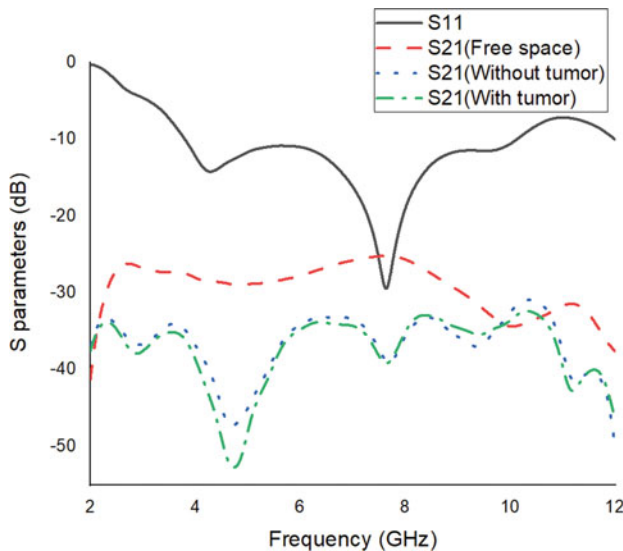 S11
S21(Free space)
S21(Without tumor)
S21(With tumor)
0
-10
-20
-30
-40
-50
S parameters (dB)
2 4 6 8 10 12
Frequency (GHz)